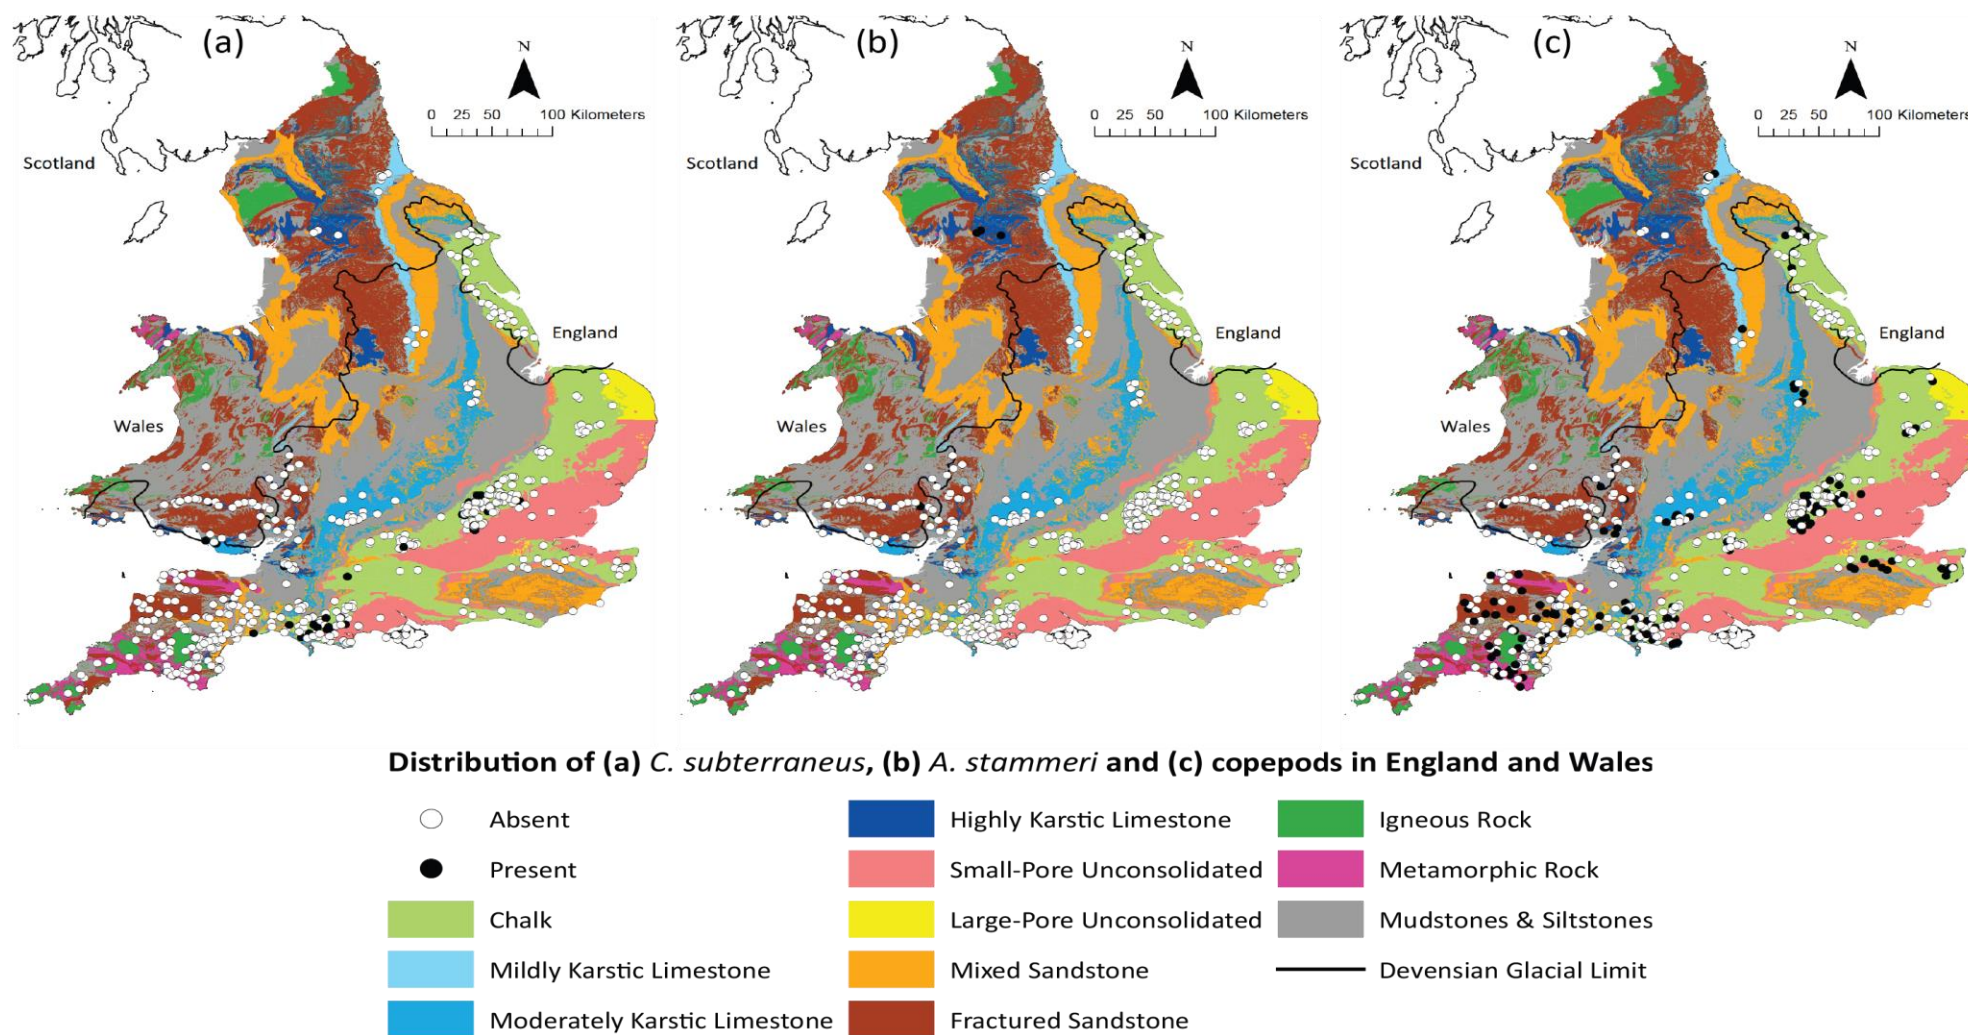 (a)
N
0 25 50 100 Kilometers
Scotland
England
Wales
(b)
N
0 25 50 100 Kilometers
Scotland
England
Wales
(c)
N
0 25 50 100 Kilometers
Scotland
England
Wales
Distribution of (a) C. subterraneus, (b) A. stammeri and (c) copepods in England and Wales
Absent
Present
Chalk
Mildly Karstic Limestone
Moderately Karstic Limestone
Highly Karstic Limestone
Small-Pore Unconsolidated
Large-Pore Unconsolidated
Mixed Sandstone
Fractured Sandstone
Igneous Rock
Metamorphic Rock
Mudstones & Siltstones
Devensian Glacial Limit